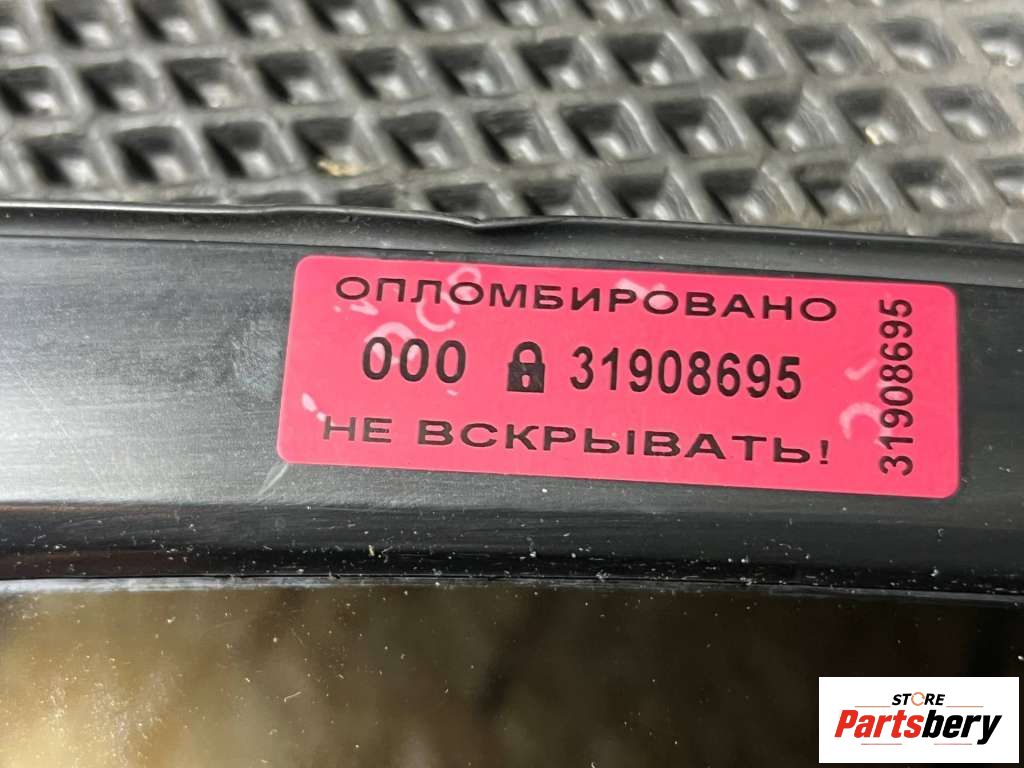 ОПЛОМБИРОВАНО
000 31908695
НЕ ВСКРЫВАТЬ!
31908695
STORE
Partsbery